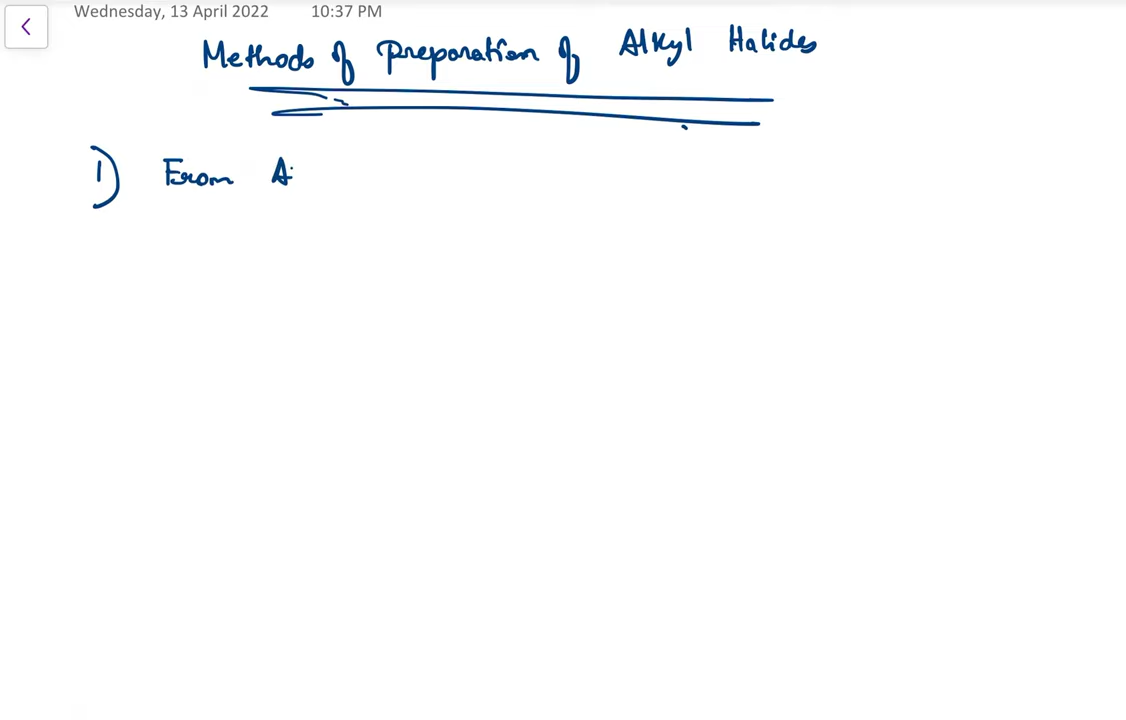 Wednesday, 13 April 2022 10:37 PM
Methods of Preparation of Alkyl Halides
1) From A